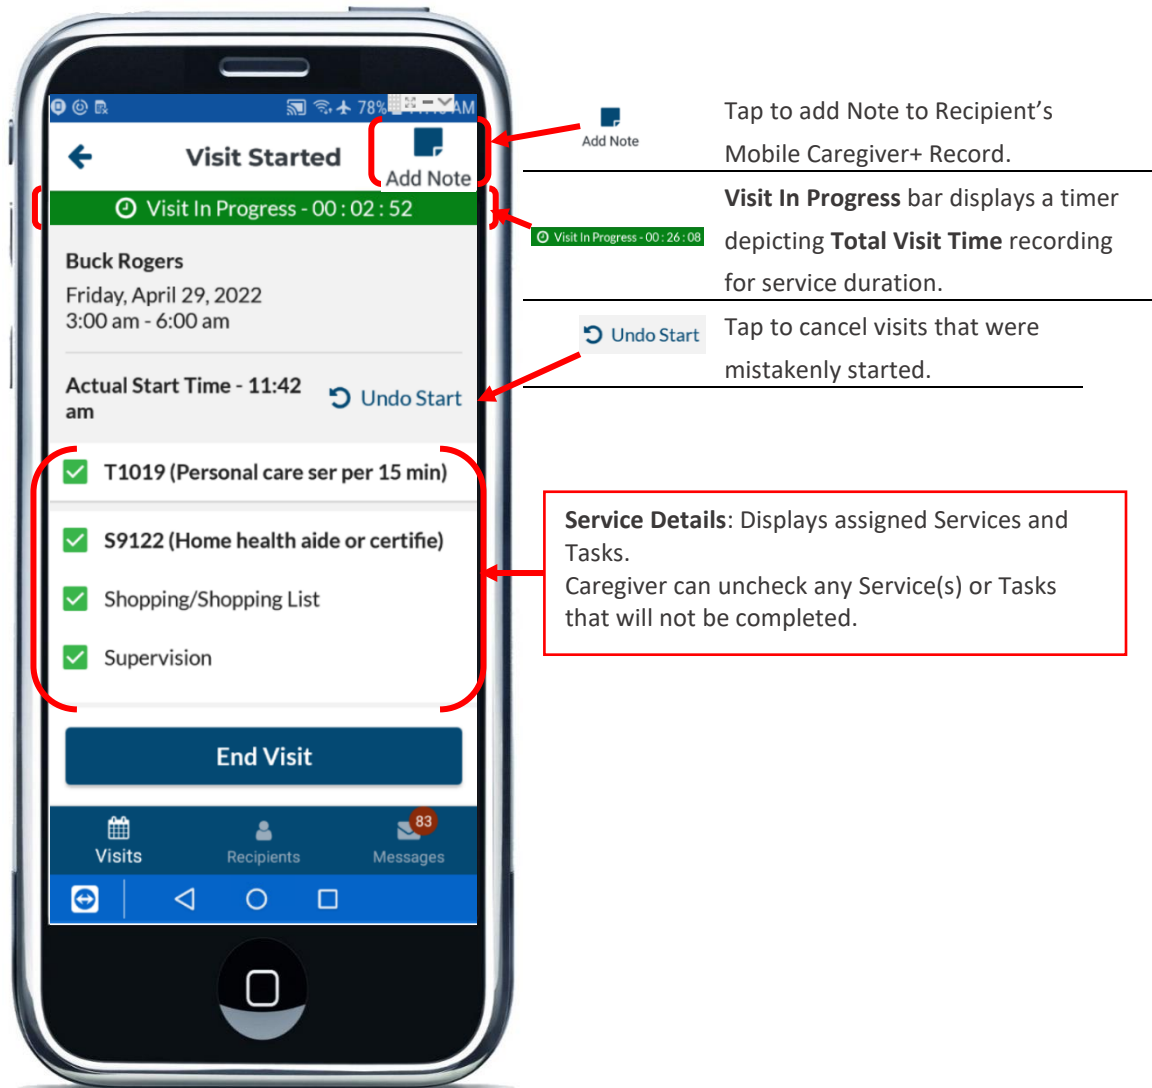 78%
AM
Visit Started
Add Note
Visit In Progress - 00 : 02 : 52
Buck Rogers
Friday, April 29, 2022
3:00 am - 6:00 am
Actual Start Time - 11:42
am
Undo Start
T1019 (Personal care ser per 15 min)
S9122 (Home health aide or certifie)
Shopping/Shopping List
Supervision
End Visit
83
Visits
Recipients
Messages
Add Note
Tap to add Note to Recipient’s
Mobile Caregiver+ Record.
Visit In Progress - 00 : 26 : 08
Visit In Progress bar displays a timer
depicting Total Visit Time recording
for service duration.
Undo Start
Tap to cancel visits that were
mistakenly started.
Service Details: Displays assigned Services and
Tasks.
Caregiver can uncheck any Service(s) or Tasks
that will not be completed.